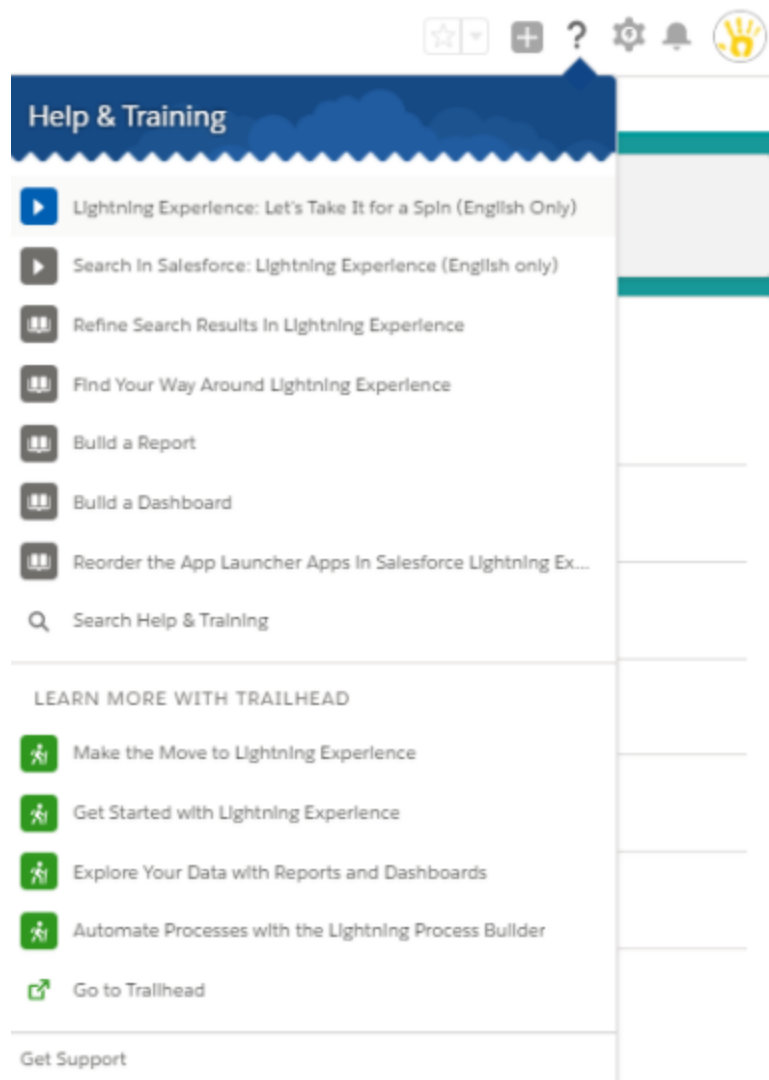 ?
Help & Training
Lightning Experience: Let's Take It for a Spin (English Only)
Search in Salesforce: Lightning Experience (English only)
Refine Search Results in Lightning Experience
Find Your Way Around Lightning Experience
Build a Report
Build a Dashboard
Reorder the App Launcher Apps in Salesforce Lightning Ex...
Search Help & Training
LEARN MORE WITH TRAILHEAD
Make the Move to Lightning Experience
Get Started with Lightning Experience
Explore Your Data with Reports and Dashboards
Automate Processes with the Lightning Process Builder
Go to Trailhead
Get Support